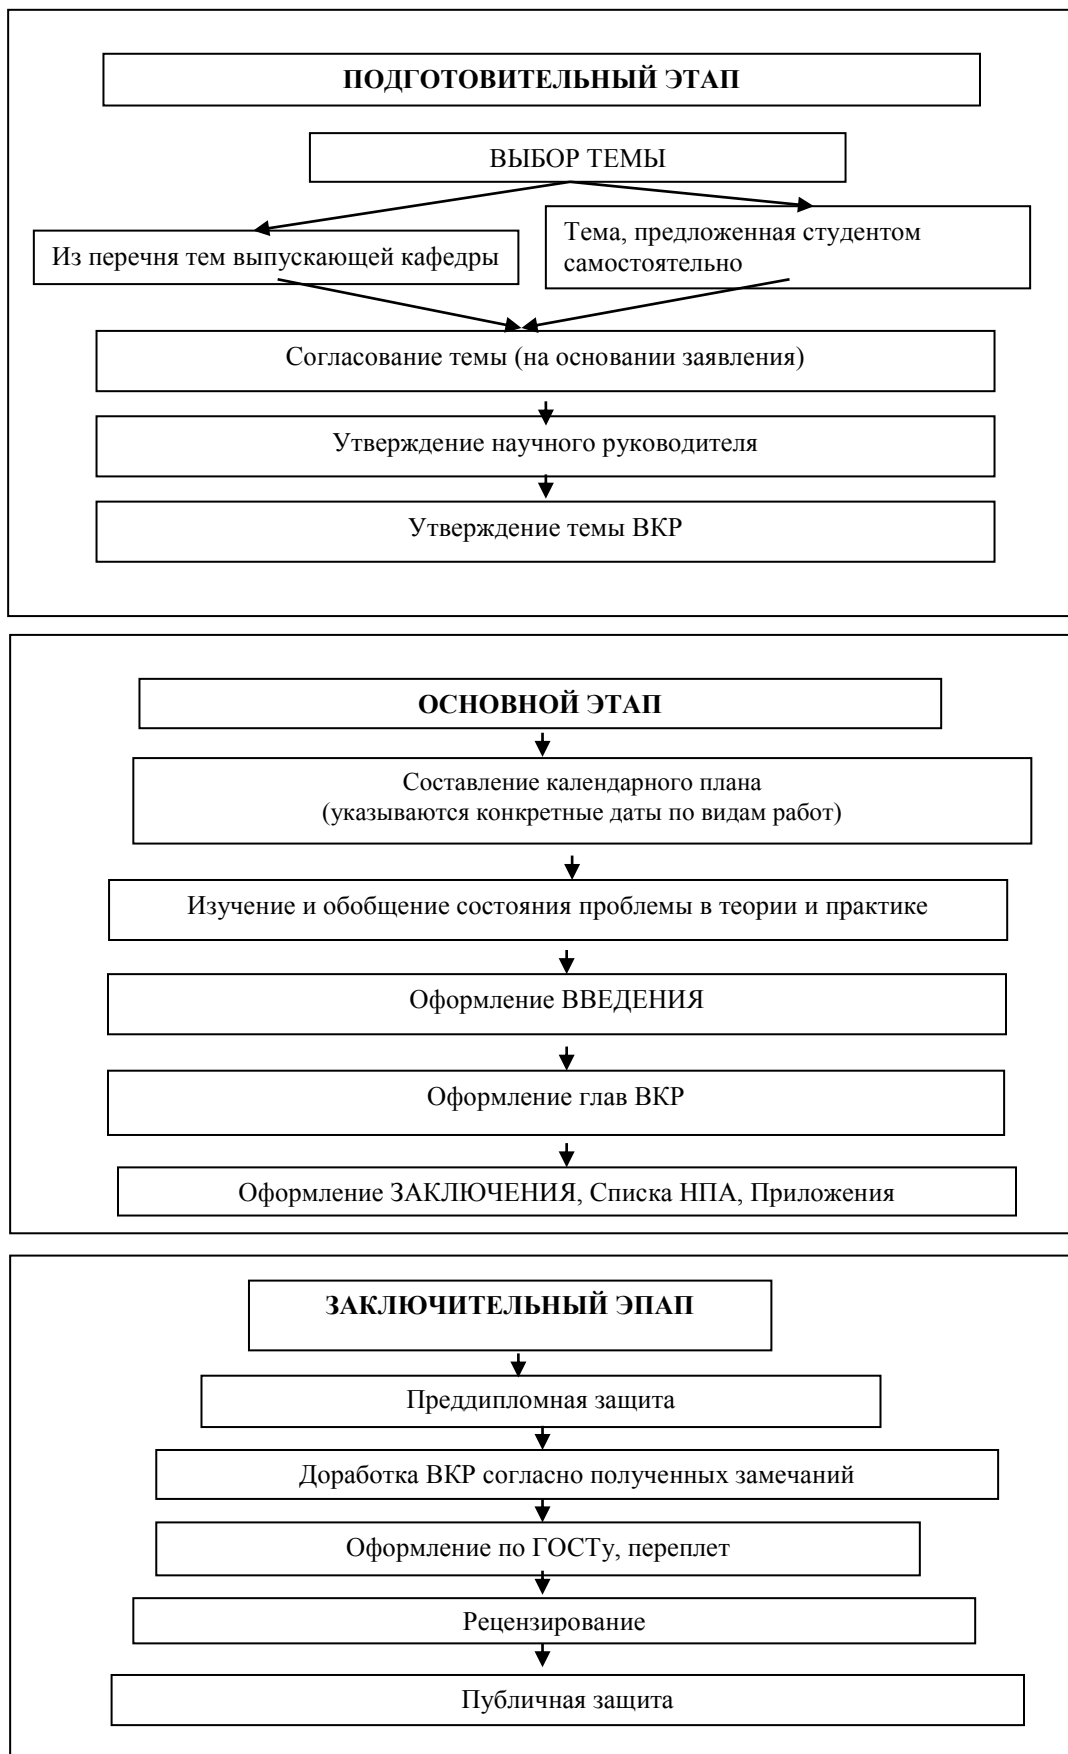 ПОДГОТОВИТЕЛЬНЫЙ ЭТАП
ВЫБОР ТЕМЫ
Из перечня тем выпускающей кафедры
Тема, предложенная студентом
самостоятельно
Согласование темы (на основании заявления)
Утверждение научного руководителя
Утверждение темы ВКР
ОСНОВНОЙ ЭТАП
Составление календарного плана
(указываются конкретные даты по видам работ)
Изучение и обобщение состояния проблемы в теории и практике
Оформление ВВЕДЕНИЯ
Оформление глав ВКР
Оформление ЗАКЛЮЧЕНИЯ, Списка НПА, Приложения
ЗАКЛЮЧИТЕЛЬНЫЙ ЭПАП
Преддипломная защита
Доработка ВКР согласно полученных замечаний
Оформление по ГОСТу, переплет
Рецензирование
Публичная защита